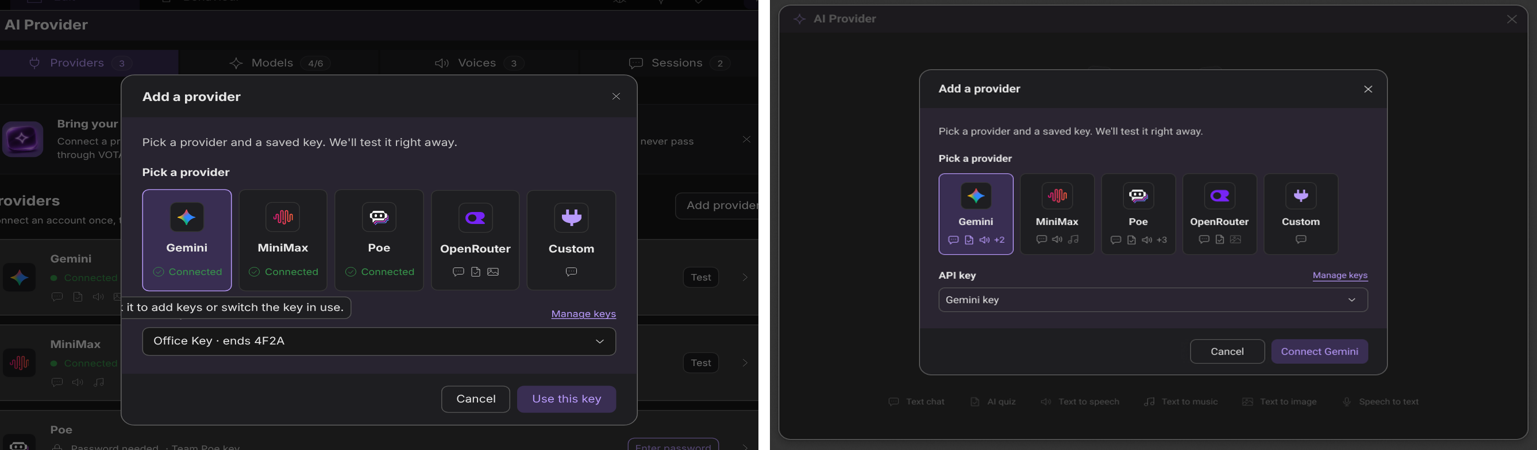 AI Provider
Providers 3
Models 4/6
Voices 3
Sessions 2
Bring your
Connect a pr
through VOTA
never pass
roviders
nnect an account once, t
Add provider
Gemini
Connected
Test
MiniMax
Connected
Test
Poe
Password needed · Team Poe key
Enter password
Add a provider
Pick a provider and a saved key. We'll test it right away.
Pick a provider
Gemini
Connected
MiniMax
Connected
Poe
Connected
OpenRouter
Custom
it to add keys or switch the key in use.
Manage keys
Office Key · ends 4F2A
Cancel
Use this key
AI Provider
Add a provider
Pick a provider and a saved key. We'll test it right away.
Pick a provider
Gemini
+2
MiniMax
Poe
+3
OpenRouter
Custom
API key
Manage keys
Gemini key
Cancel
Connect Gemini
Text chat
AI quiz
Text to speech
Text to music
Text to image
Speech to text